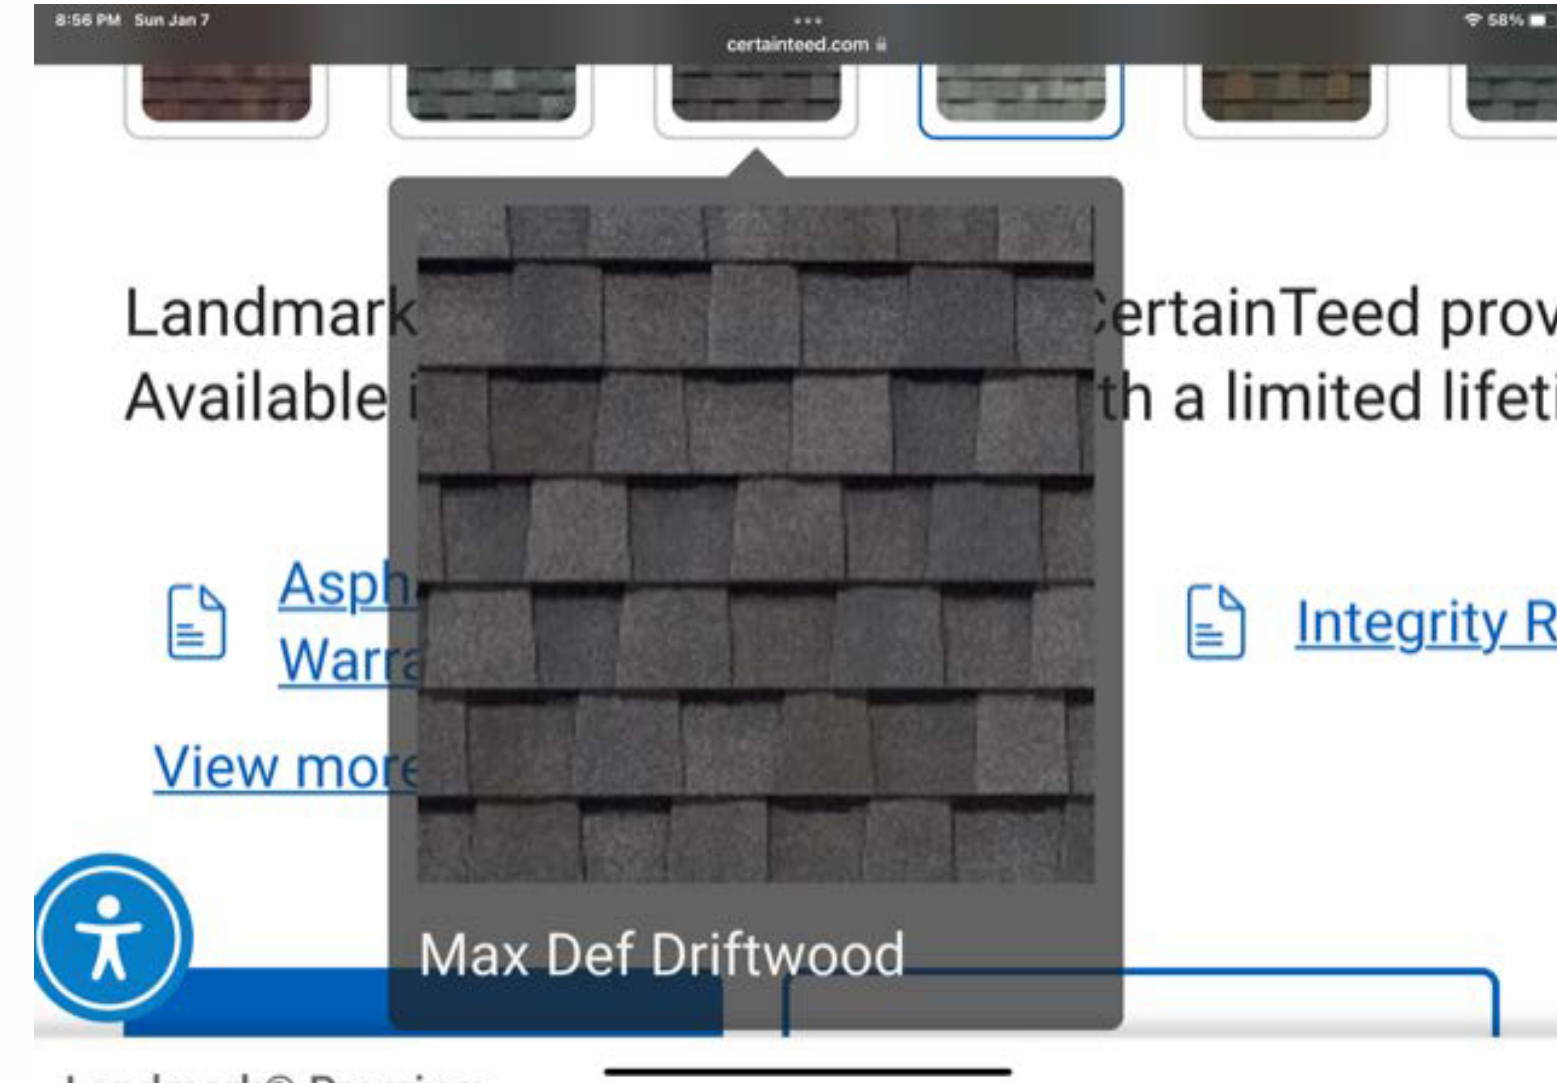 8:56 PM Sun Jan 7
58%
certainteed.com
Landmark
ertainTeed prov
Available i
th a limited lifeti
Asph
Warra
Integrity R
View more
Max Def Driftwood